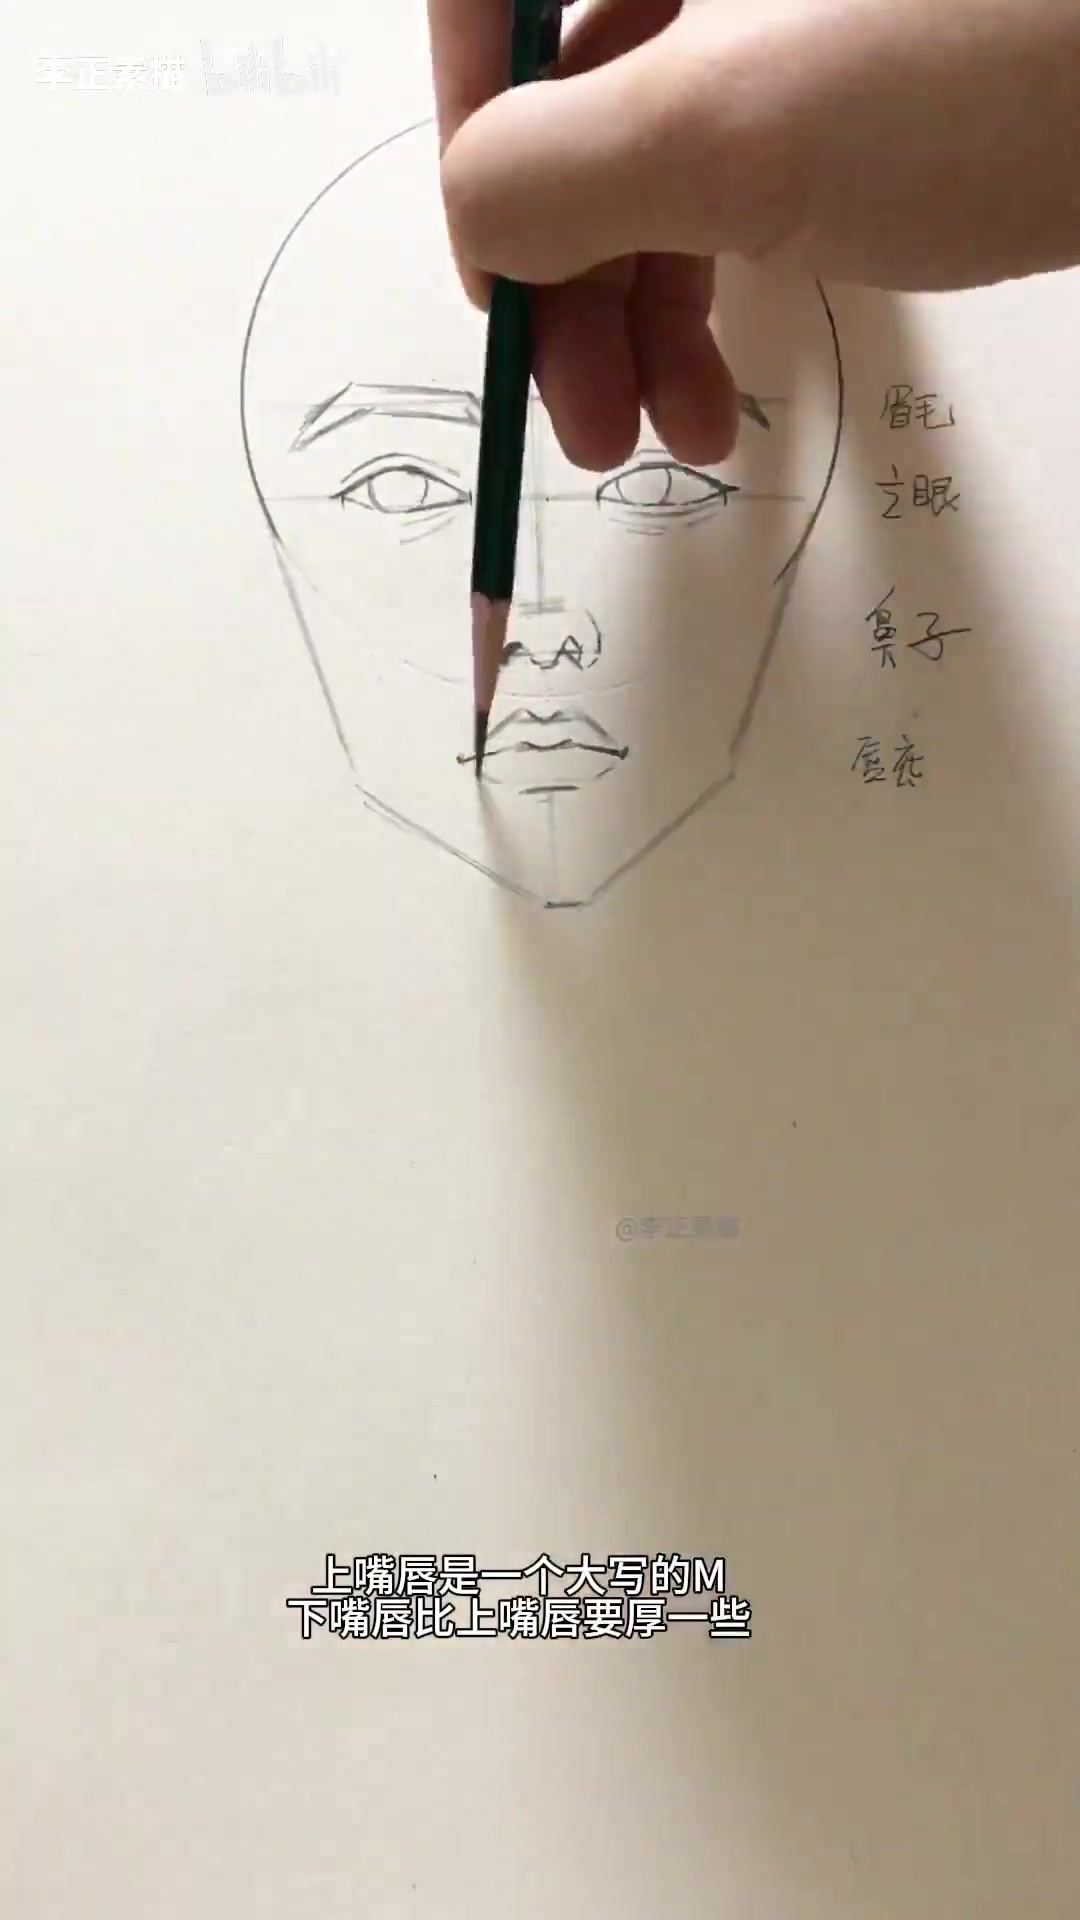 李正素描 bilibili
眉毛
立眼
鼻子
唇底
@李正素描
上嘴唇是一个大写的M
下嘴唇比上嘴唇要厚一些